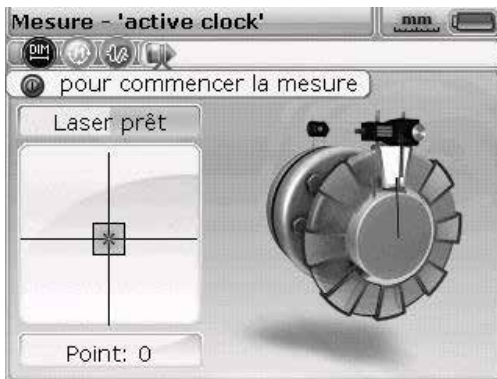 Mesure - 'active clock'
mm
DIM
pour commencer la mesure
Laser prêt
Point: 0